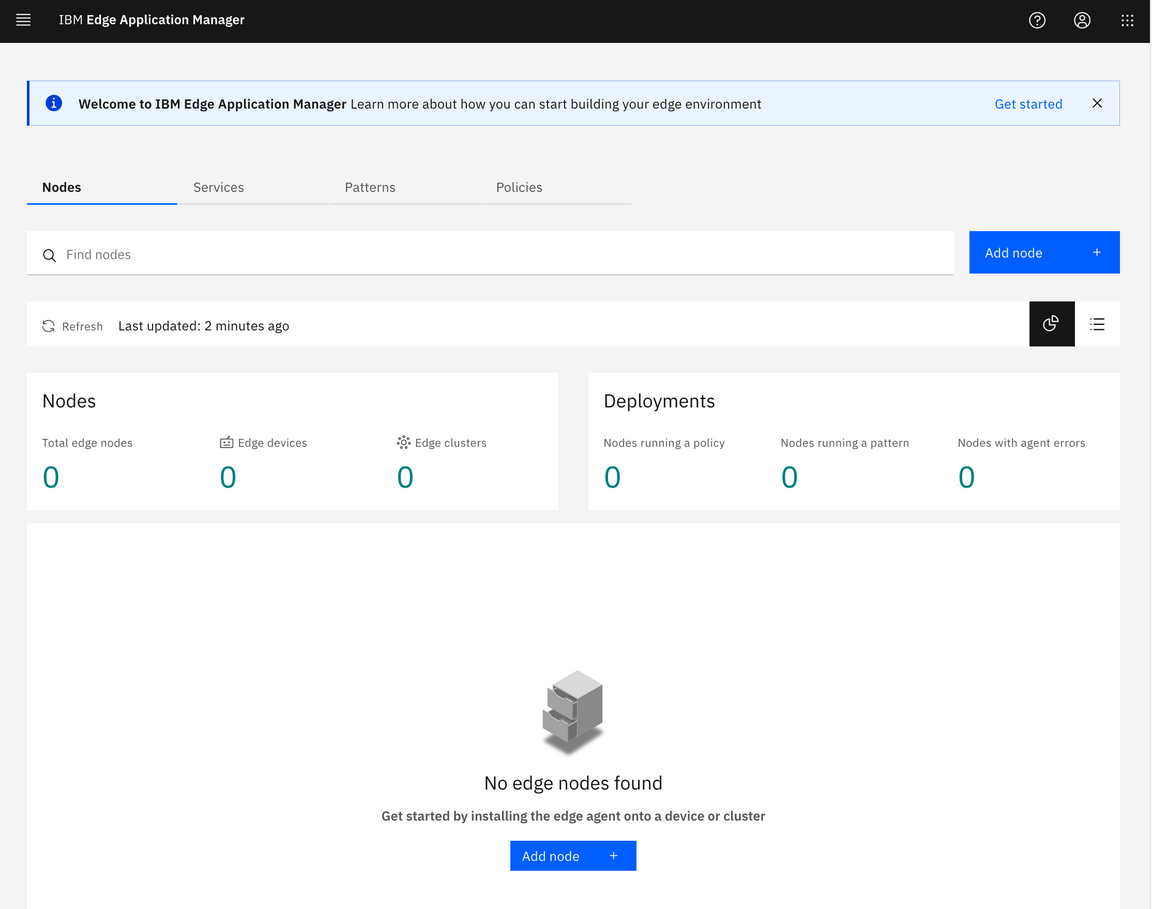 IBM Edge Application Manager
Welcome to IBM Edge Application Manager Learn more about how you can start building your edge environment Get started
Nodes Services Patterns Policies
Find nodes
Add node +
Refresh Last updated: 2 minutes ago
Nodes
Total edge nodes Edge devices Edge clusters
0 0 0
Deployments
Nodes running a policy Nodes running a pattern Nodes with agent errors
0 0 0
No edge nodes found
Get started by installing the edge agent onto a device or cluster
Add node +